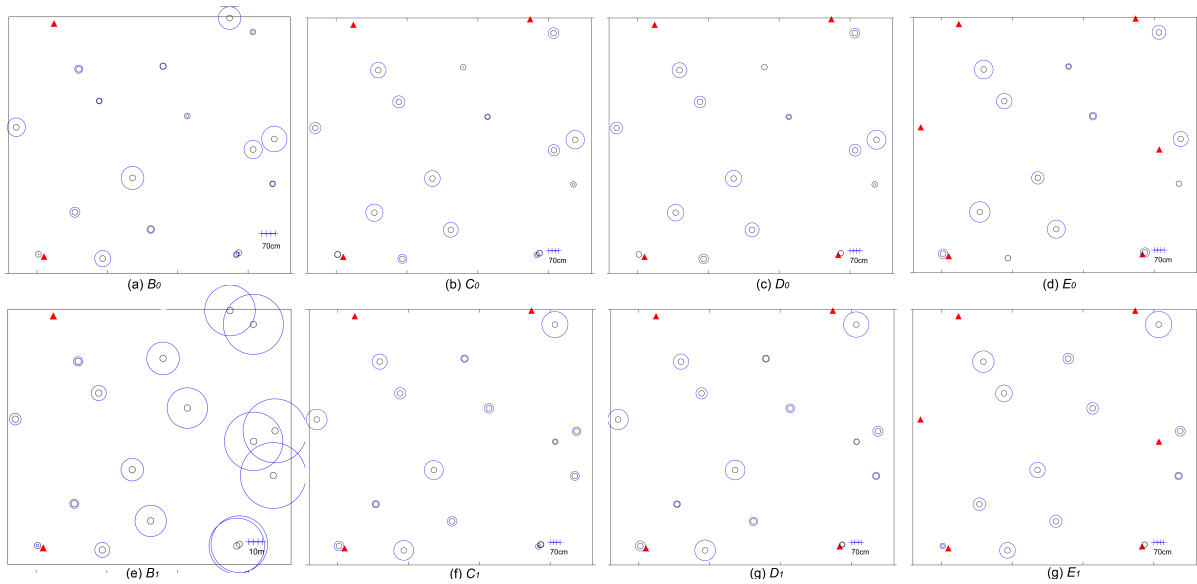 70cm
70cm
70cm
70cm
(a) B0
(b) C0
(c) D0
(d) E0
10m
70cm
70cm
70cm
(e) B1
(f) C1
(g) D1
(g) E1